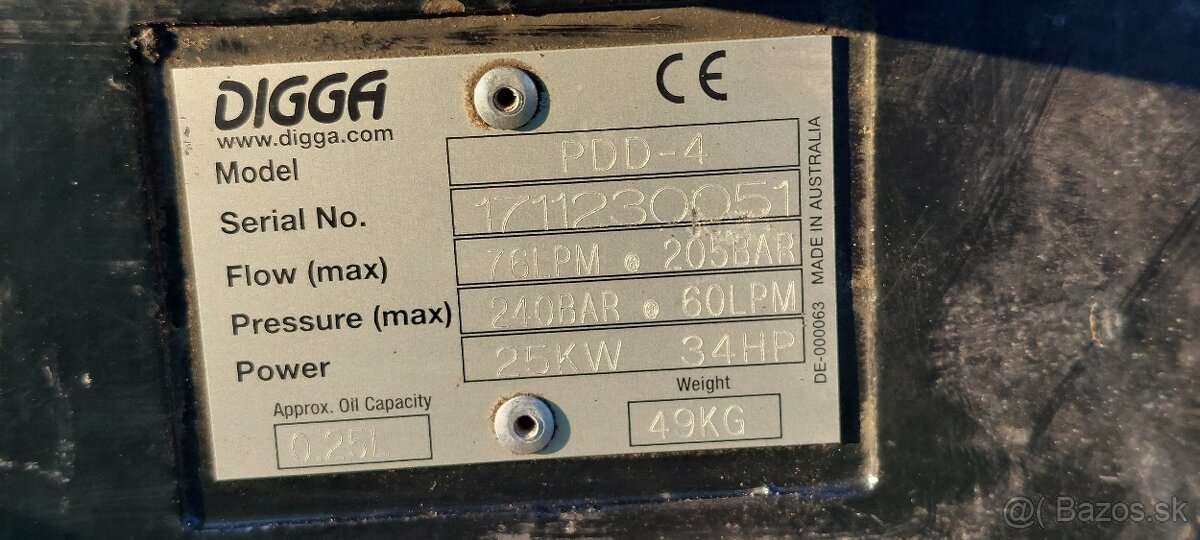 DIGGA
www.digga.com
CE
Model PDD-4
Serial No. 1711230051
Flow (max) 76LPM @ 205BAR
Pressure (max) 240BAR @ 60LPM
Power 25KW 34HP
Approx. Oil Capacity
0.25L
Weight
49KG
DE-000063 MADE IN AUSTRALIA
@( Bazos.sk